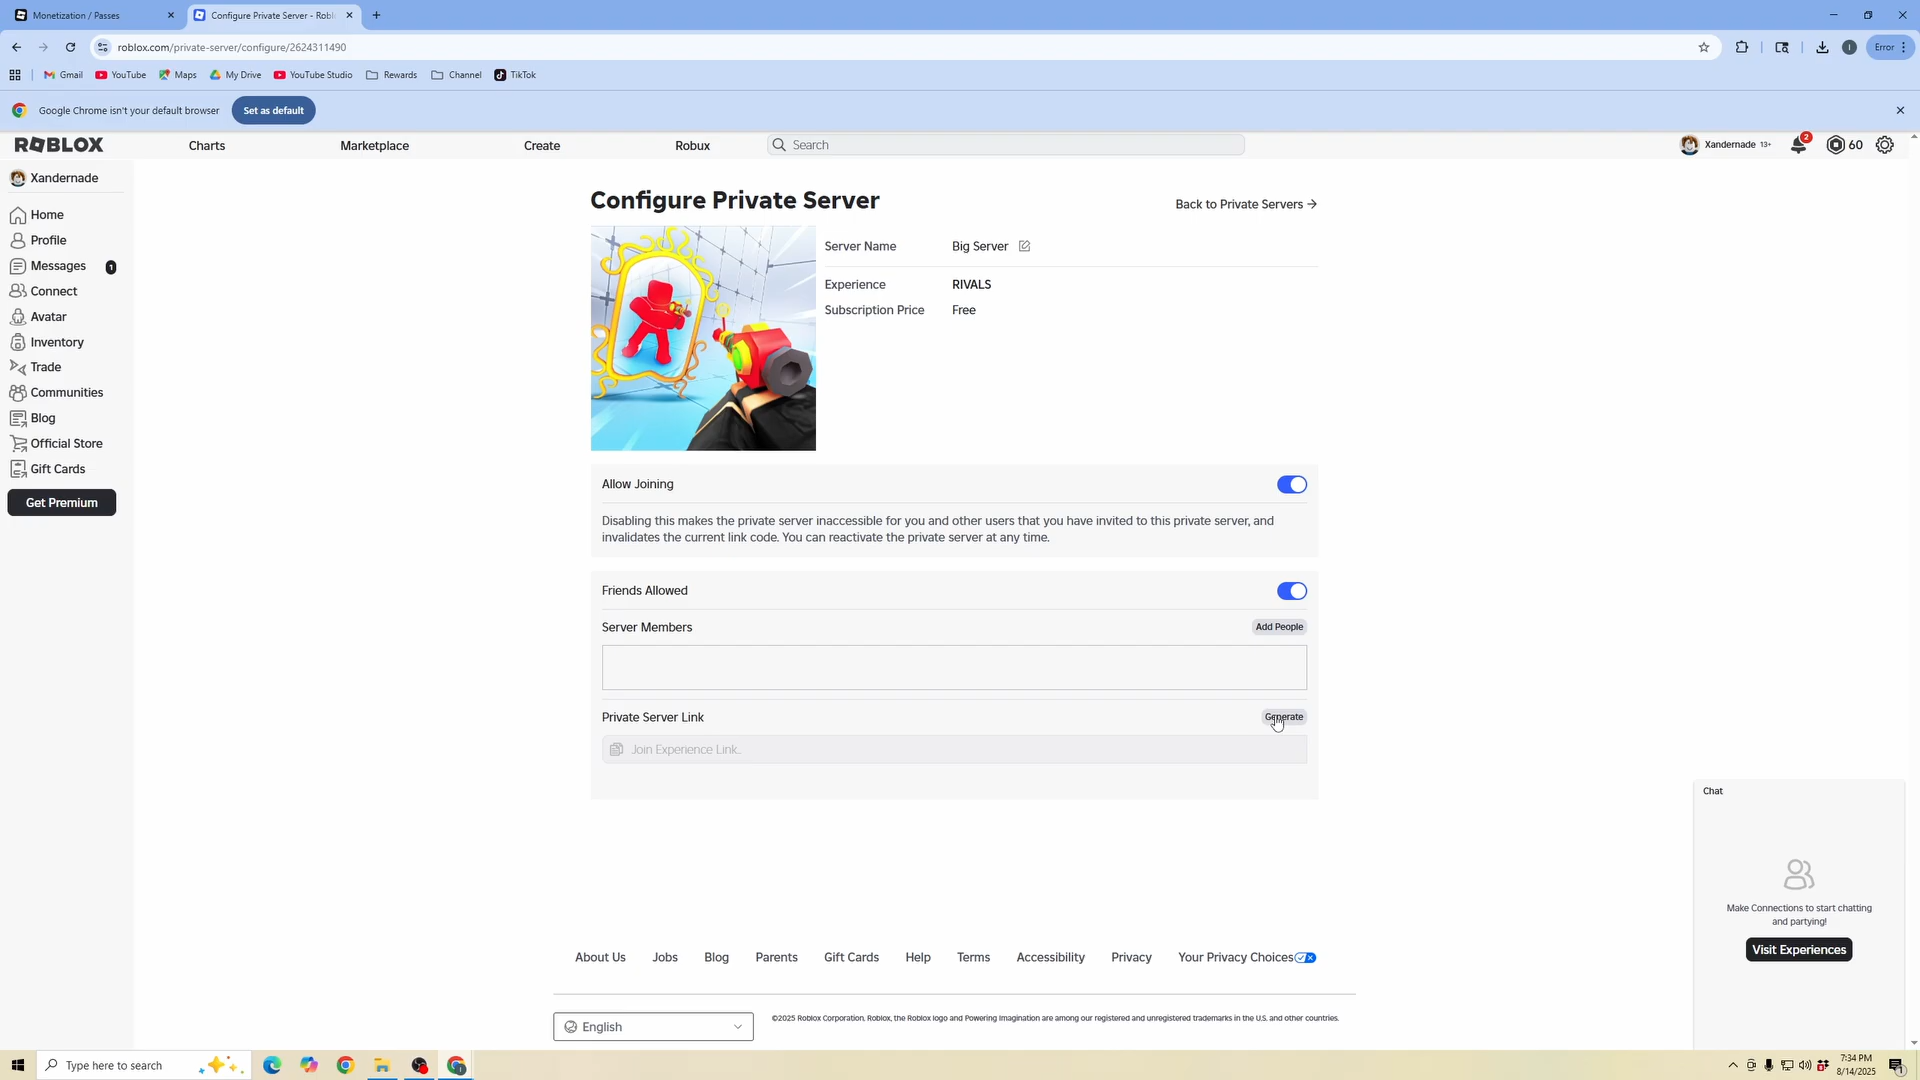 Monetization / Passes
Configure Private Server - Robl
roblox.com/private-server/configure/2624311490
Error
Gmail
YouTube
Maps
My Drive
YouTube Studio
Rewards
Channel
TikTok
Google Chrome isn't your default browser
Set as default
ROBLOX
Charts
Marketplace
Create
Robux
Search
Xandernade 13+
2
60
Xandernade
Home
Profile
Messages 1
Connect
Avatar
Inventory
Trade
Communities
Blog
Official Store
Gift Cards
Get Premium
Configure Private Server
Back to Private Servers →
Server Name Big Server
Experience RIVALS
Subscription Price Free
Allow Joining
Disabling this makes the private server inaccessible for you and other users that you have invited to this private server, and
invalidates the current link code. You can reactivate the private server at any time.
Friends Allowed
Server Members Add People
Private Server Link Generate
Join Experience Link..
Chat
Make Connections to start chatting
and partying!
Visit Experiences
About Us Jobs Blog Parents Gift Cards Help Terms Accessibility Privacy Your Privacy Choices
English
©2025 Roblox Corporation, Roblox, the Roblox logo and Powering Imagination are among our registered and unregistered trademarks in the U.S. and other countries.
Type here to search
7:34 PM
8/14/2025